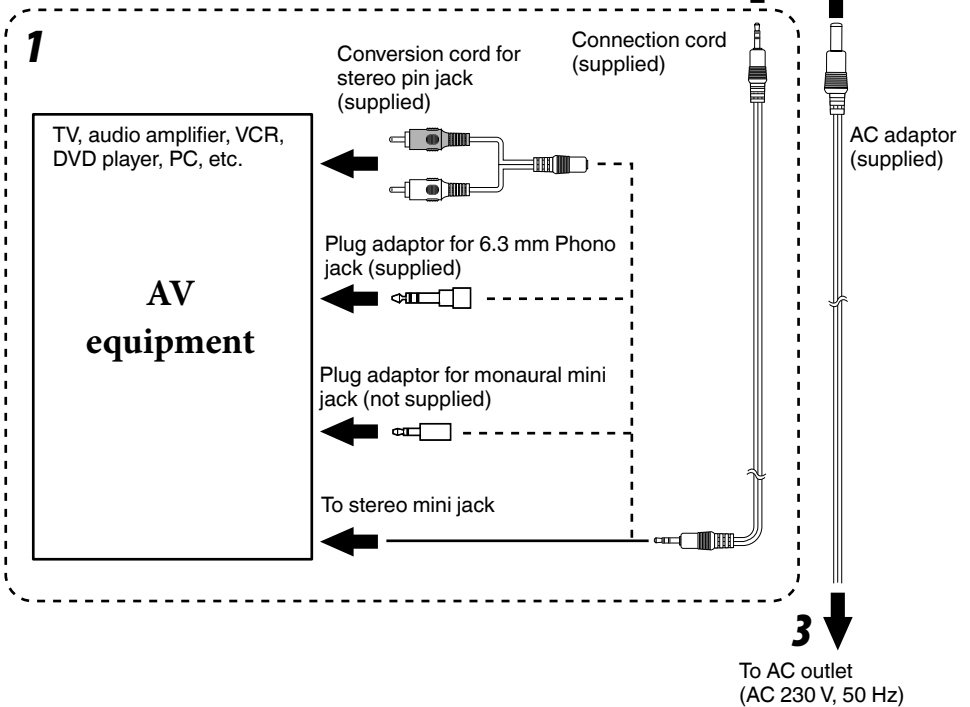 1
Conversion cord for
stereo pin jack
(supplied)
Connection cord
(supplied)
TV, audio amplifier, VCR,
DVD player, PC, etc.
AC adaptor
(supplied)
Plug adaptor for 6.3 mm Phono
jack (supplied)
AV
equipment
Plug adaptor for monaural mini
jack (not supplied)
To stereo mini jack
3
To AC outlet
(AC 230 V, 50 Hz)